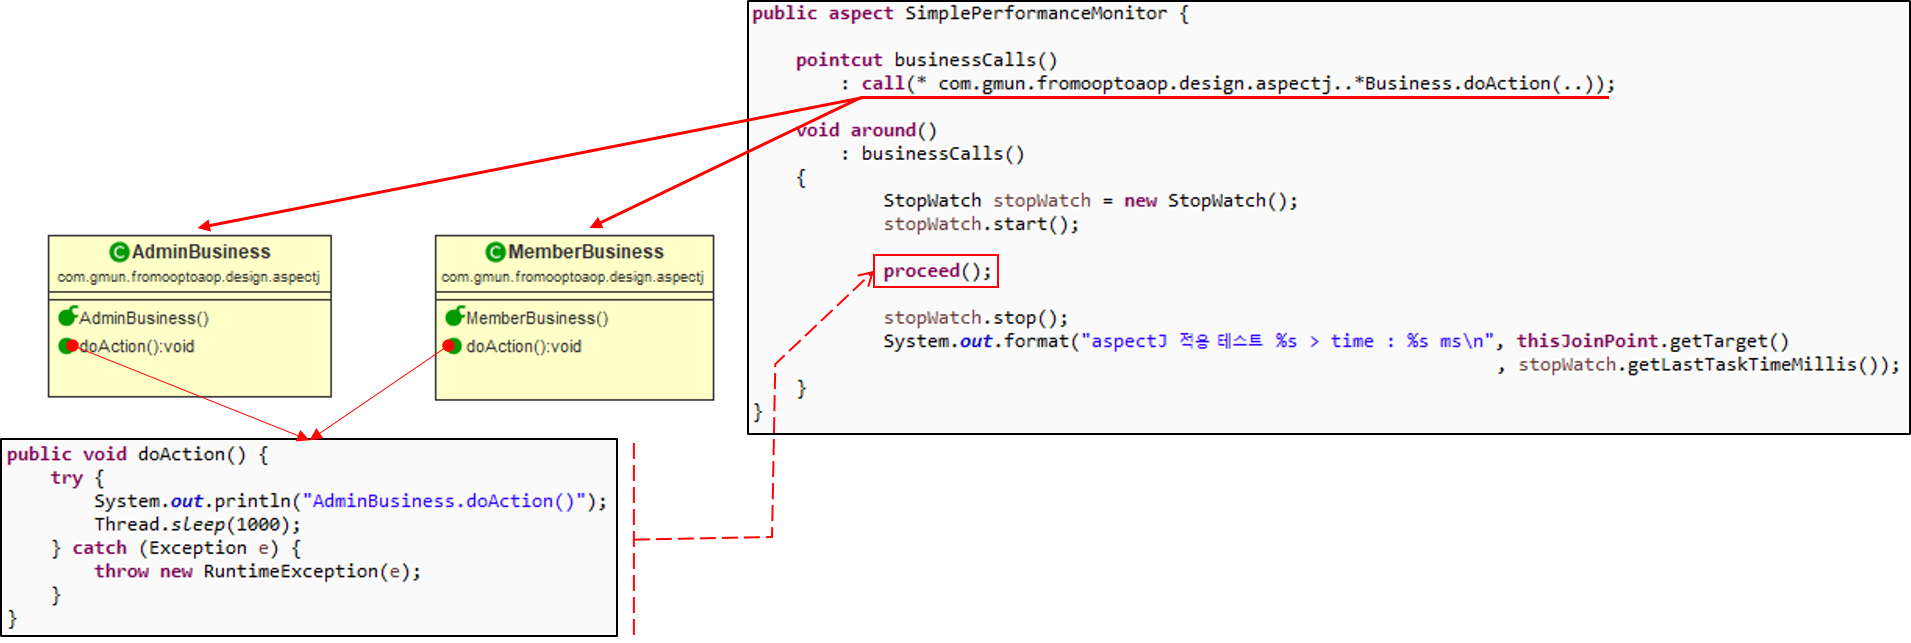 public aspect SimplePerformanceMonitor {
pointcut businessCalls()
: call(* com.gmun.fromooptoaop.design.aspectj..*Business.doAction(..));
void around()
: businessCalls()
{
StopWatch stopWatch = new StopWatch();
stopWatch.start();
proceed();
stopWatch.stop();
System.out.format("aspectJ 적용 테스트 %s > time : %s ms\n", thisJoinPoint.getTarget()
, stopWatch.getLastTaskTimeMillis());
}
}
C AdminBusiness
com.gmun.fromooptoaop.design.aspectj
AdminBusiness()
doAction():void
C MemberBusiness
com.gmun.fromooptoaop.design.aspectj
MemberBusiness()
doAction():void
public void doAction() {
try {
System.out.println("AdminBusiness.doAction()");
Thread.sleep(1000);
} catch (Exception e) {
throw new RuntimeException(e);
}
}